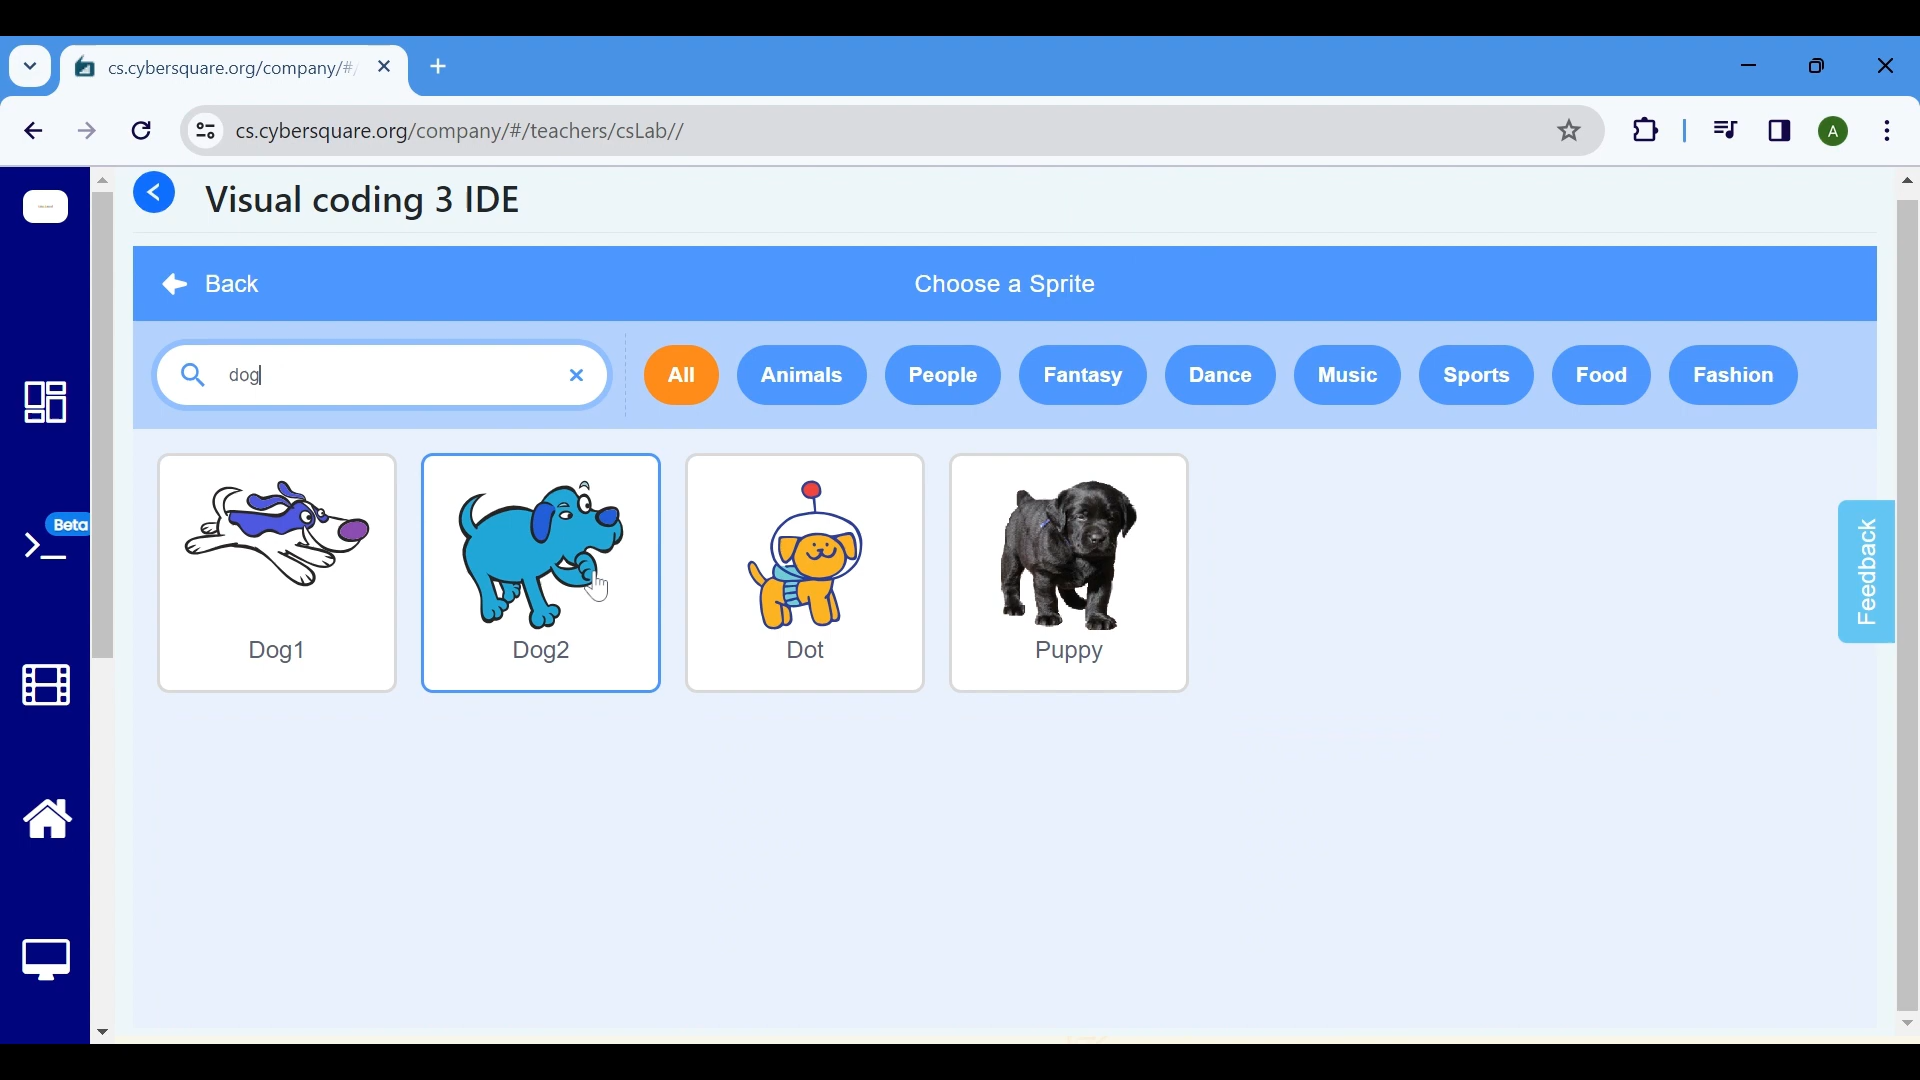 cs.cybersquare.org/company/#/
cs.cybersquare.org/company/#/teachers/csLab//
A
Visual coding 3 IDE
Back
Choose a Sprite
dog
All
Animals
People
Fantasy
Dance
Music
Sports
Food
Fashion
Beta
Dog1
Dog2
Dot
Puppy
Feedback